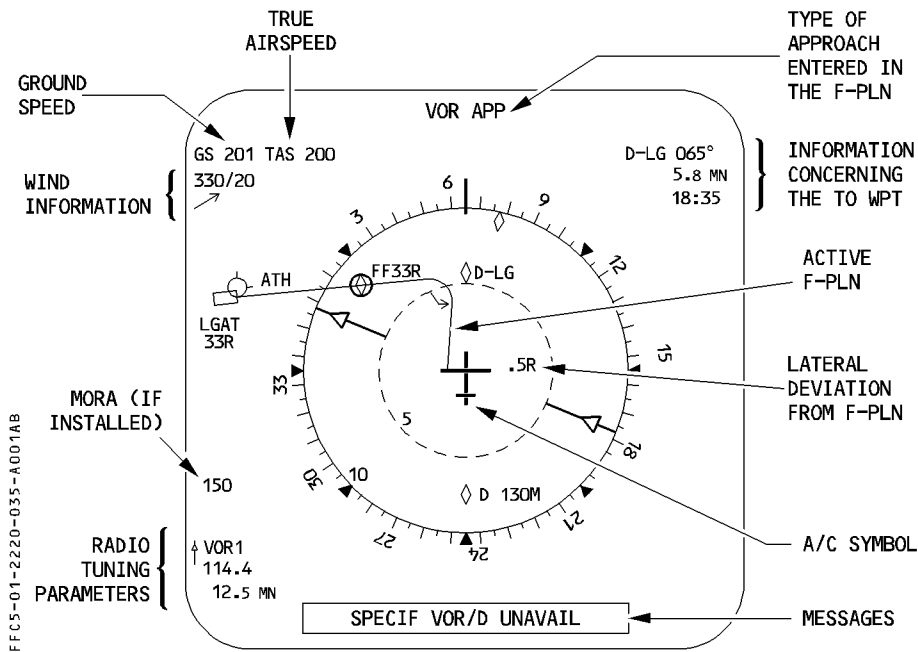 TRUE
AIRSPEED
TYPE OF
APPROACH
ENTERED IN
THE F-PLN
GROUND
SPEED
VOR APP
GS 201 TAS 200
330/20
WIND
INFORMATION
D-LG 065°
5.8 MN
18:35
INFORMATION
CONCERNING
THE TO WPT
6
9
3
12
ATH
FF33R
D-LG
ACTIVE
F-PLN
LGAT
33R
15
.5R
LATERAL
DEVIATION
FROM F-PLN
33
MORA (IF
INSTALLED)
5
18
150
30
10
D 130M
21
27
24
A/C SYMBOL
RADIO
TUNING
PARAMETERS
VOR1
114.4
12.5 MN
SPECIF VOR/D UNAVAIL
MESSAGES
FFC5-01-2220-035-A001AB